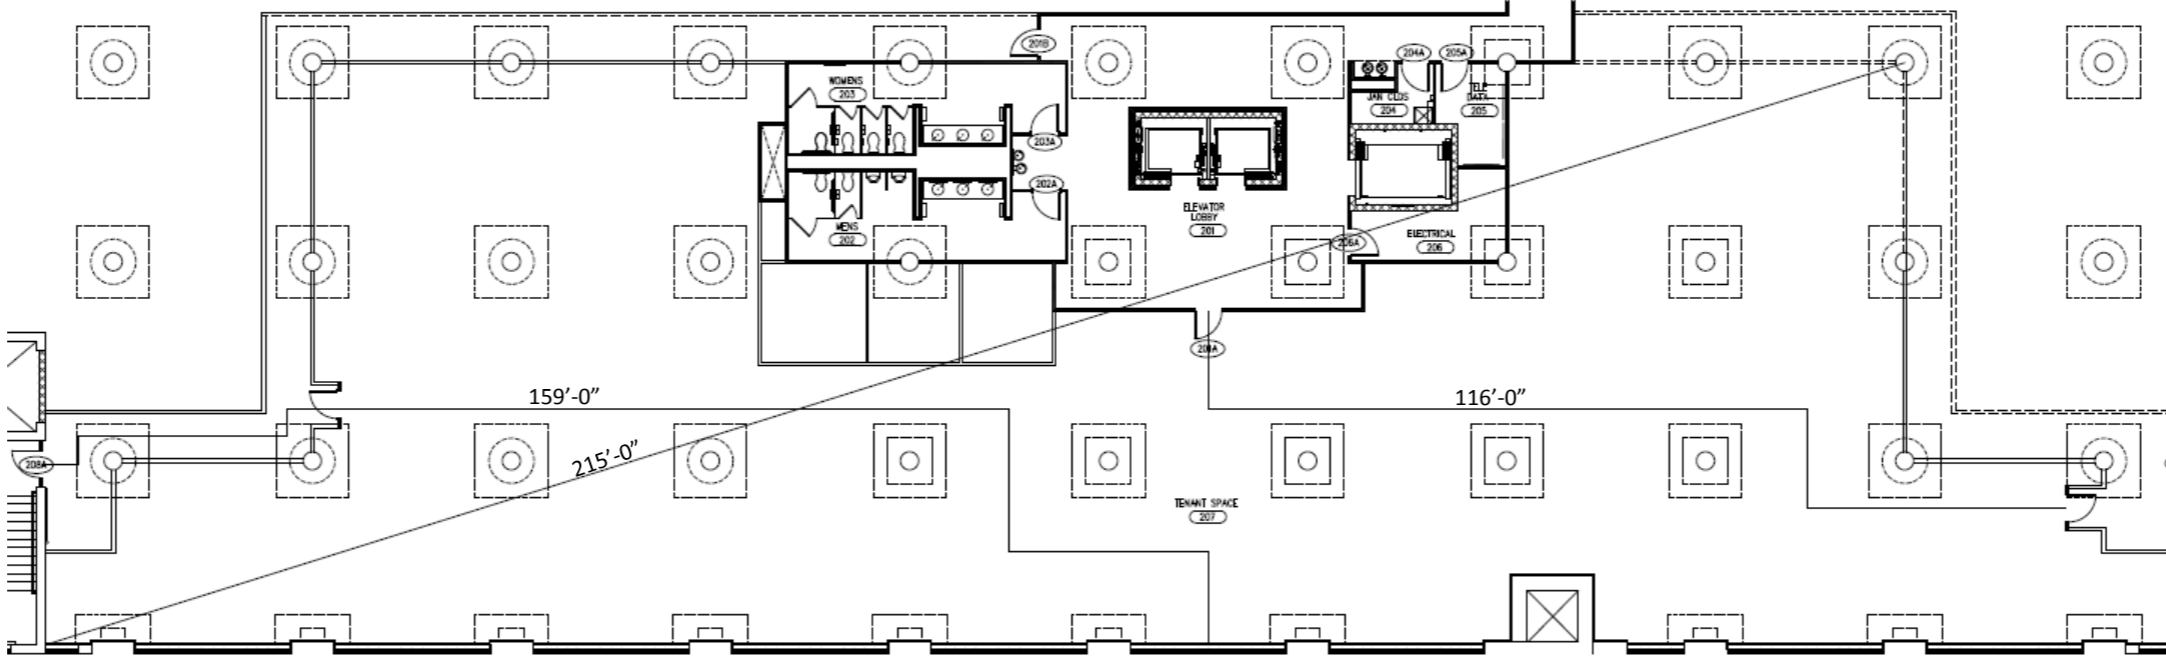 201B
204A
205A
WOMENS
203
JAN CLOS
204
TELE
DATA
205
203A
202A
ELEVATOR
LOBBY
201
MENS
202
206A
ELECTRICAL
206
201A
159’-0”
116’-0”
215’-0”
208A
TENANT SPACE
207